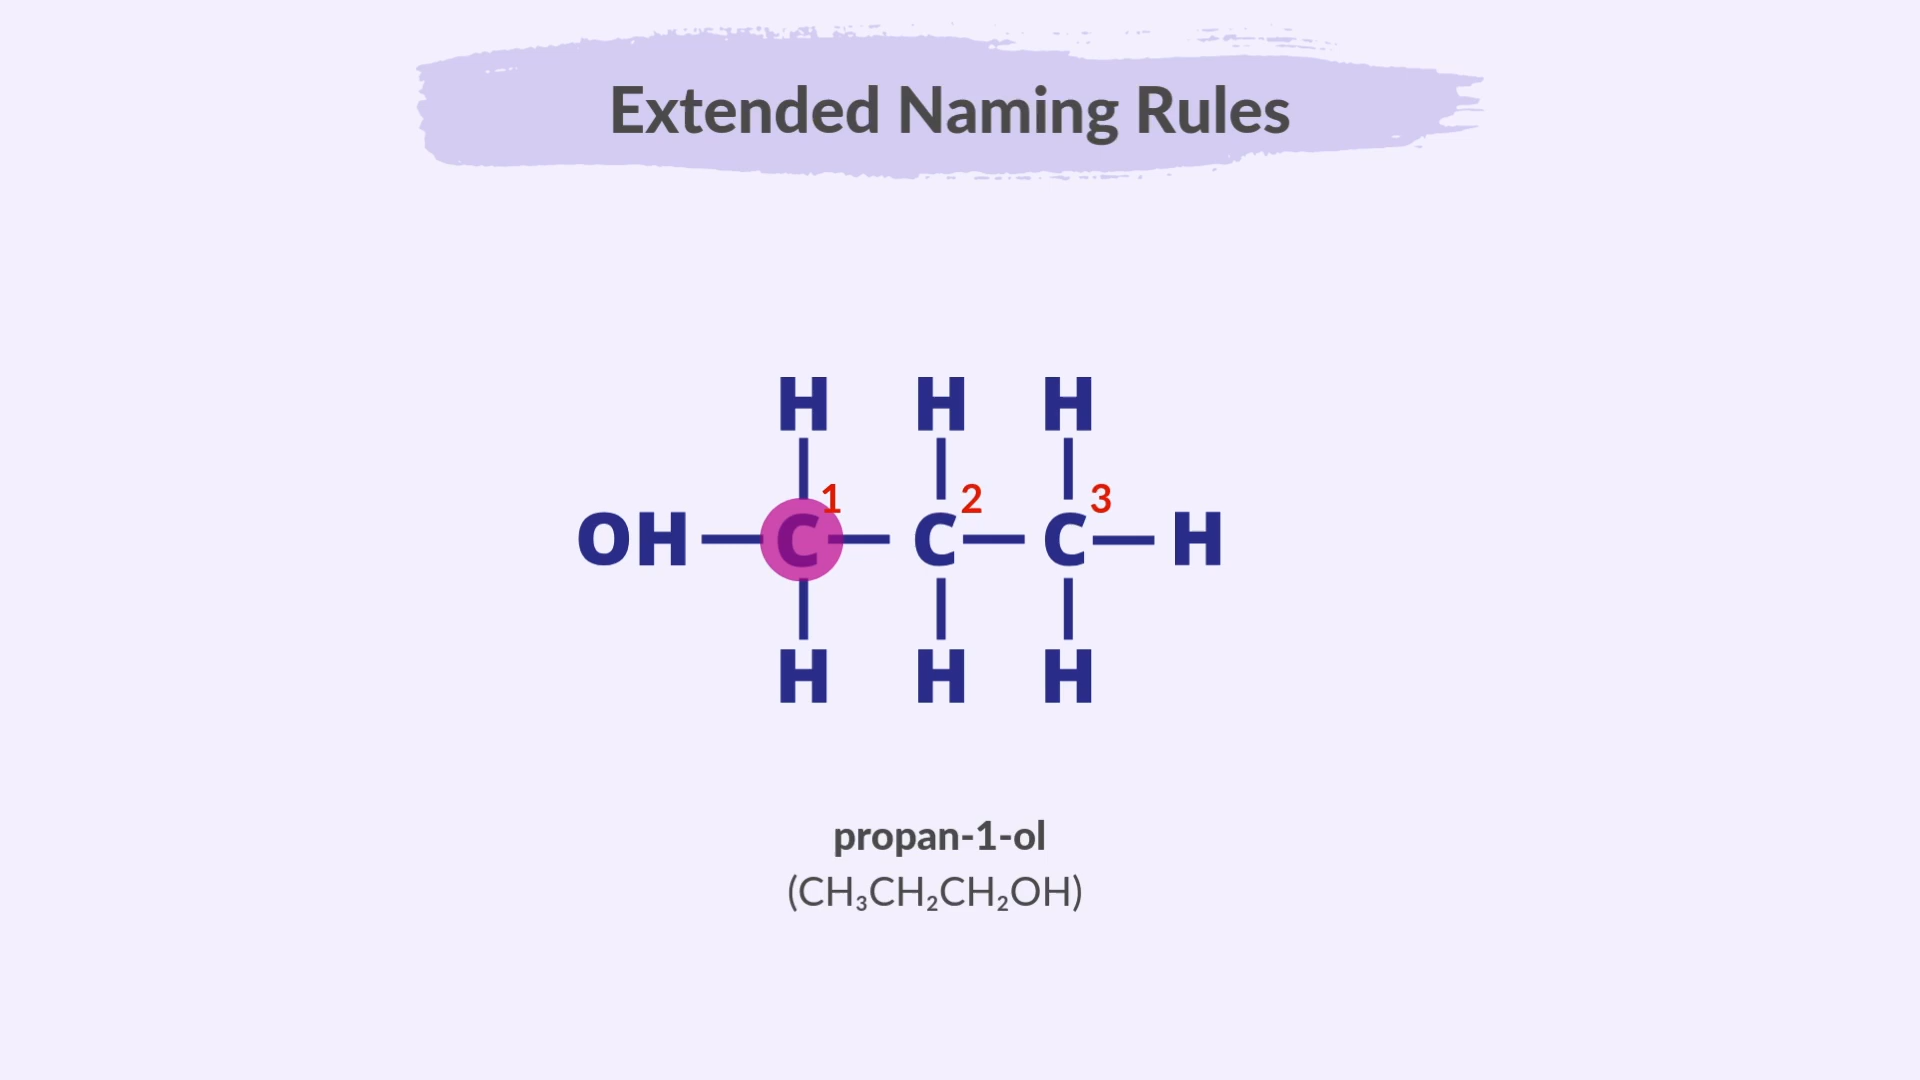 Extended Naming Rules
H H H
1 2 3
OH C C C H
H H H
propan-1-ol
(CH₃CH₂CH₂OH)